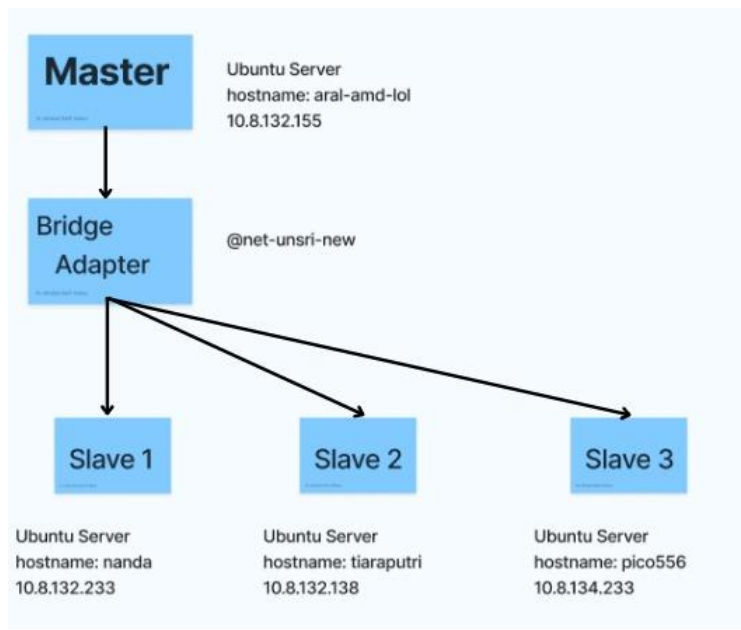 Master
Ubuntu Server
hostname: aral-amd-lol
10.8.132.155
Bridge
Adapter
@net-unsri-new
Slave 1
Slave 2
Slave 3
Ubuntu Server
hostname: nanda
10.8.132.233
Ubuntu Server
hostname: tiaraputri
10.8.132.138
Ubuntu Server
hostname: pico556
10.8.134.233